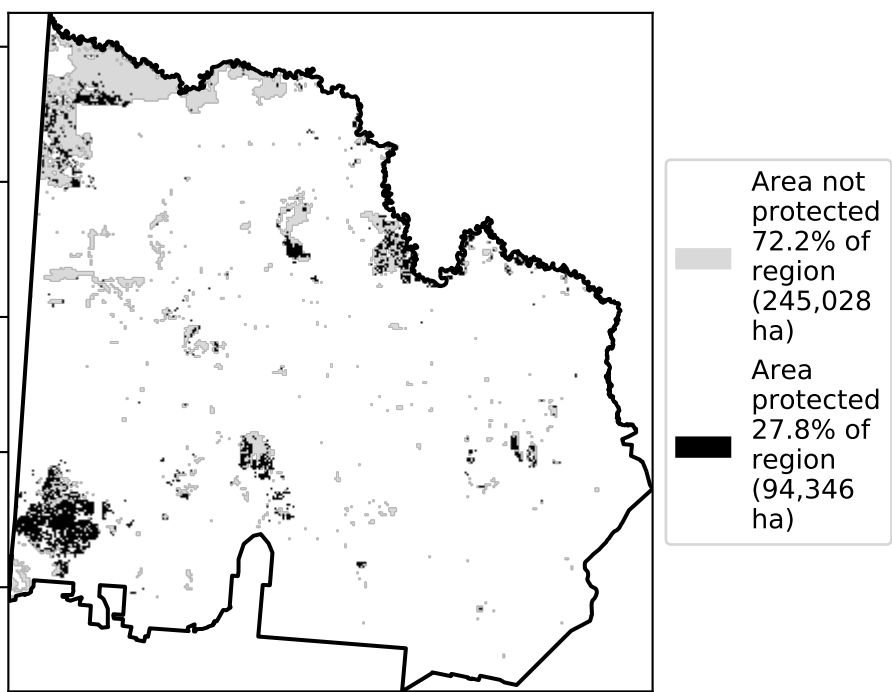 Area not
protected
72.2% of
region
(245,028
ha)
Area
protected
27.8% of
region
(94,346
ha)